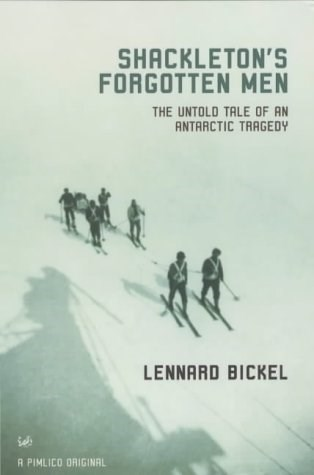 SHACKLETON'S
FORGOTTEN MEN
THE UNTOLD TALE OF AN
ANTARCTIC TRAGEDY
LENNARD BICKEL
A PIMLICO ORIGINAL